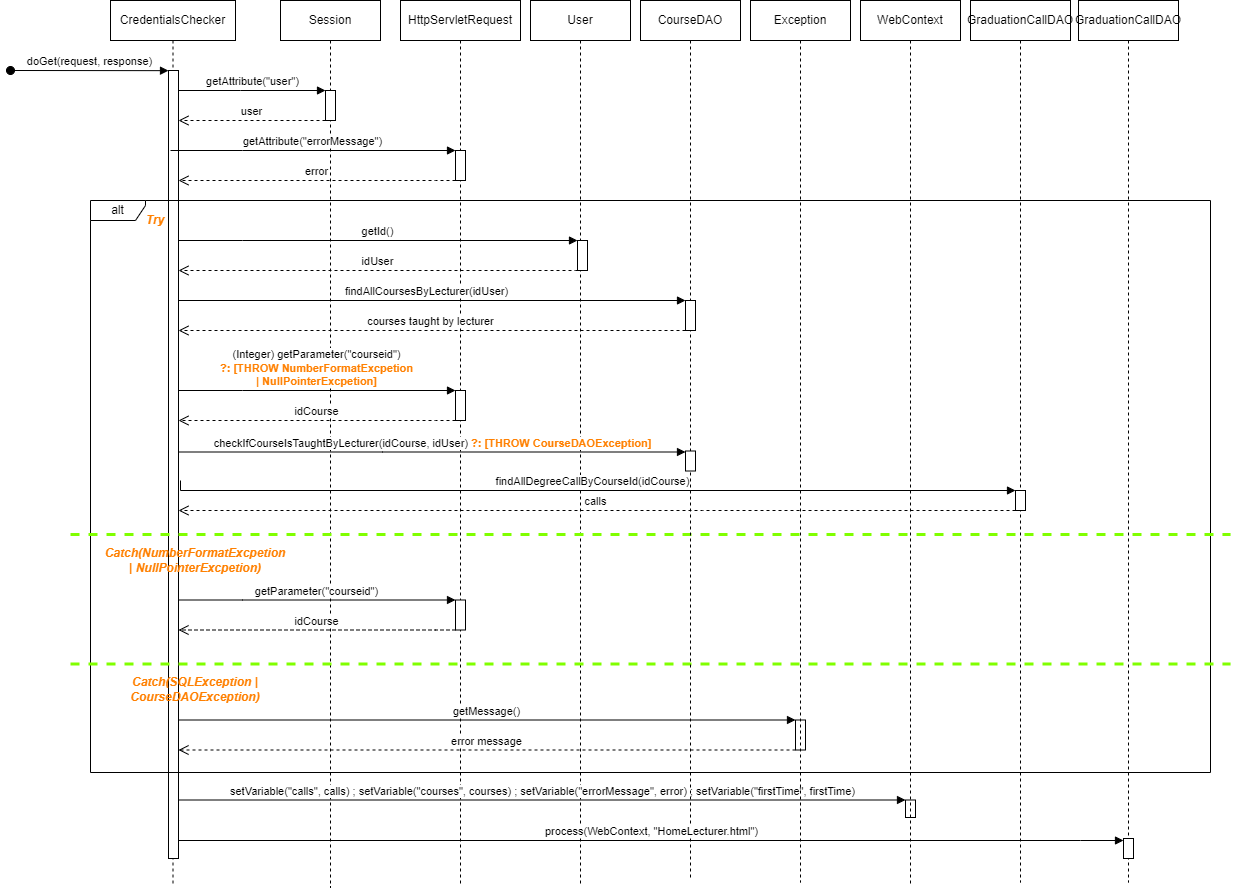 CredentialsChecker
Session
HttpServletRequest
User
CourseDAO
Exception
WebContext
GraduationCallDAO
GraduationCallDAO
doGet(request, response)
getAttribute("user")
user
getAttribute("errorMessage")
error
alt
Try
getId()
idUser
findAllCoursesByLecturer(idUser)
courses taught by lecturer
(Integer) getParameter("courseid")
?: [THROW NumberFormatExcpetion
| NullPointerExcpetion]
idCourse
checkIfCourseIsTaughtByLecturer(idCourse, idUser) ?: [THROW CourseDAOException]
findAllDegreeCallByCourseId(idCourse)
calls
Catch(NumberFormatExcpetion
| NullPointerExcpetion)
getParameter("courseid")
idCourse
Catch(SQLException |
CourseDAOException)
getMessage()
error message
setVariable("calls", calls) ; setVariable("courses", courses) ; setVariable("errorMessage", error) ; setVariable("firstTime", firstTime)
process(WebContext, "HomeLecturer.html")